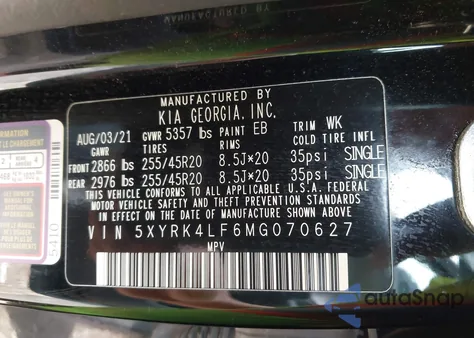 MANUFACTURED BY
KIA GEORGIA, INC.
AUG/03/21 GVWR 5357 lbs PAINT EB TRIM WK
GAWR TIRES RIMS COLD TIRE INFL
FRONT 2866 lbs 255/45R20 8.5J×20 35psi SINGLE
REAR 2976 lbs 255/45R20 8.5J×20 35psi SINGLE
THIS VEHICLE CONFORMS TO ALL APPLICABLE U.S.A. FEDERAL
MOTOR VEHICLE SAFETY AND THEFT PREVENTION STANDARDS
IN EFFECT ON THE DATE OF MANUFACTURE SHOWN ABOVE.
VIN 5XYRK4LF6MG070627
MPV
autoSnap